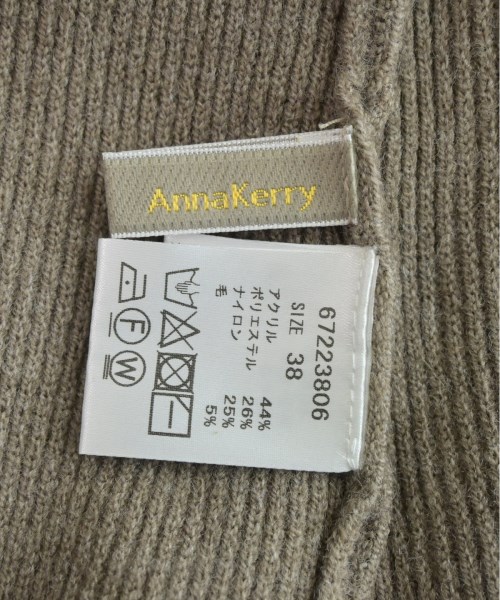 AnnaKerry
67223806
SIZE 38
アクリル 44%
ポリエステル 26%
ナイロン 25%
毛 5%
F
W